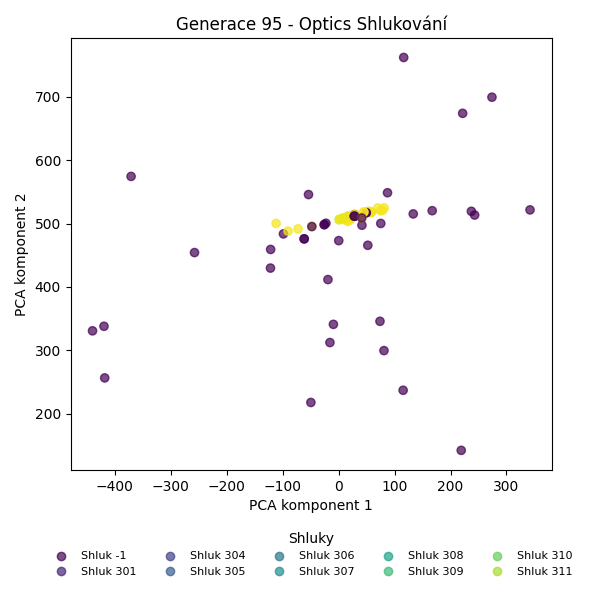 Generace 95 - Optics Shlukování
PCA komponent 2
700
600
500
400
300
200
−400 −300 −200 −100 0 100 200 300
PCA komponent 1
Shluky
Shluk -1 Shluk 304 Shluk 306 Shluk 308 Shluk 310
Shluk 301 Shluk 305 Shluk 307 Shluk 309 Shluk 311